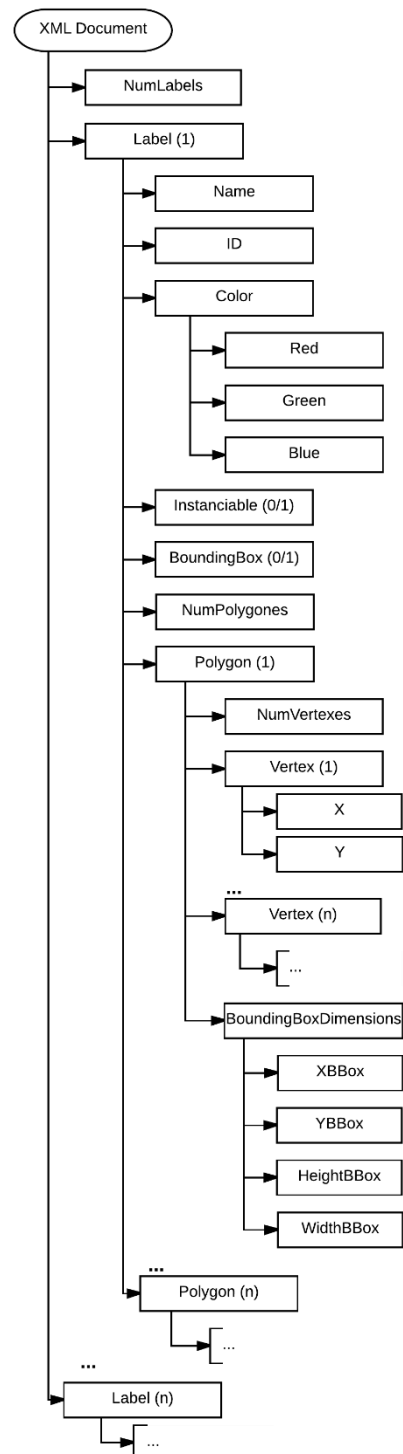 XML Document
NumLabels
Label (1)
Name
ID
Color
Red
Green
Blue
Instanciable (0/1)
BoundingBox (0/1)
NumPolygones
Polygon (1)
NumVertexes
Vertex (1)
X
Y
...
Vertex (n)
...
BoundingBoxDimensions
XBBox
YBBox
HeightBBox
WidthBBox
...
Polygon (n)
...
...
Label (n)
...